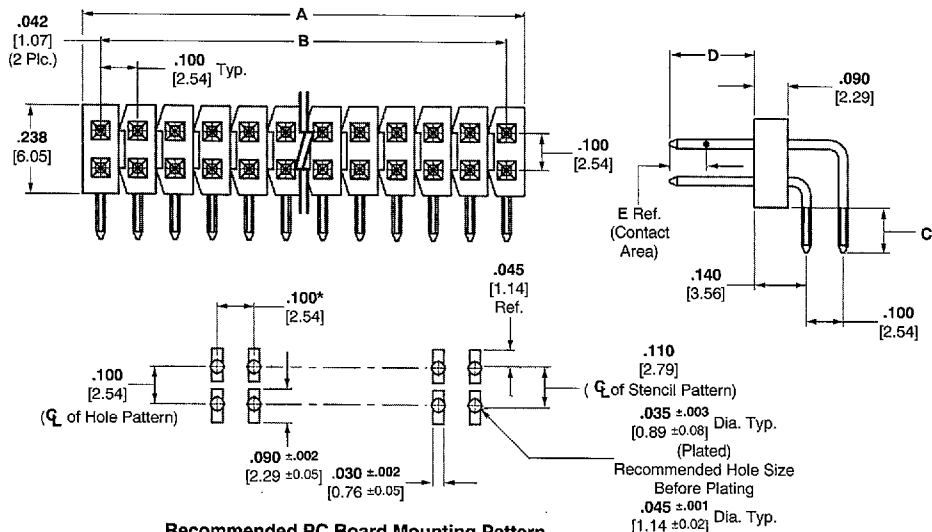 A
.042
[1.07]
(2 Plc.)
B
.100
[2.54] Typ.
.238
[6.05]
.100
[2.54]
D
.090
[2.29]
E Ref.
(Contact
Area)
C
.140
[3.56]
.100
[2.54]
.045
[1.14]
Ref.
.100*
[2.54]
.100
[2.54]
(℄ of Hole Pattern)
.110
[2.79]
(℄ of Stencil Pattern)
.035 ±.003
[0.89 ±0.08] Dia. Typ.
(Plated)
Recommended Hole Size
Before Plating
.045 ±.001
[1.14 ±0.02] Dia. Typ.
.090 ±.002
[2.29 ±0.05]
.030 ±.002
[0.76 ±0.05]
Recommended PC Board Mounting Pattern